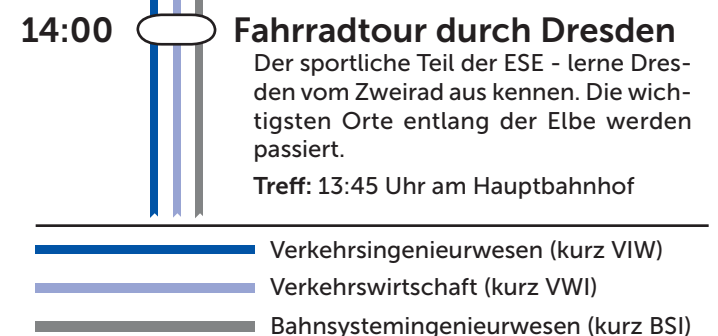 14:00 Fahrradtour durch Dresden
Der sportliche Teil der ESE - lerne Dres-
den vom Zweirad aus kennen. Die wich-
tigsten Orte entlang der Elbe werden
passiert.
Treff: 13:45 Uhr am Hauptbahnhof
Verkehrsingenieurwesen (kurz VIW)
Verkehrswirtschaft (kurz VWI)
Bahnsystemingenieurwesen (kurz BSI)